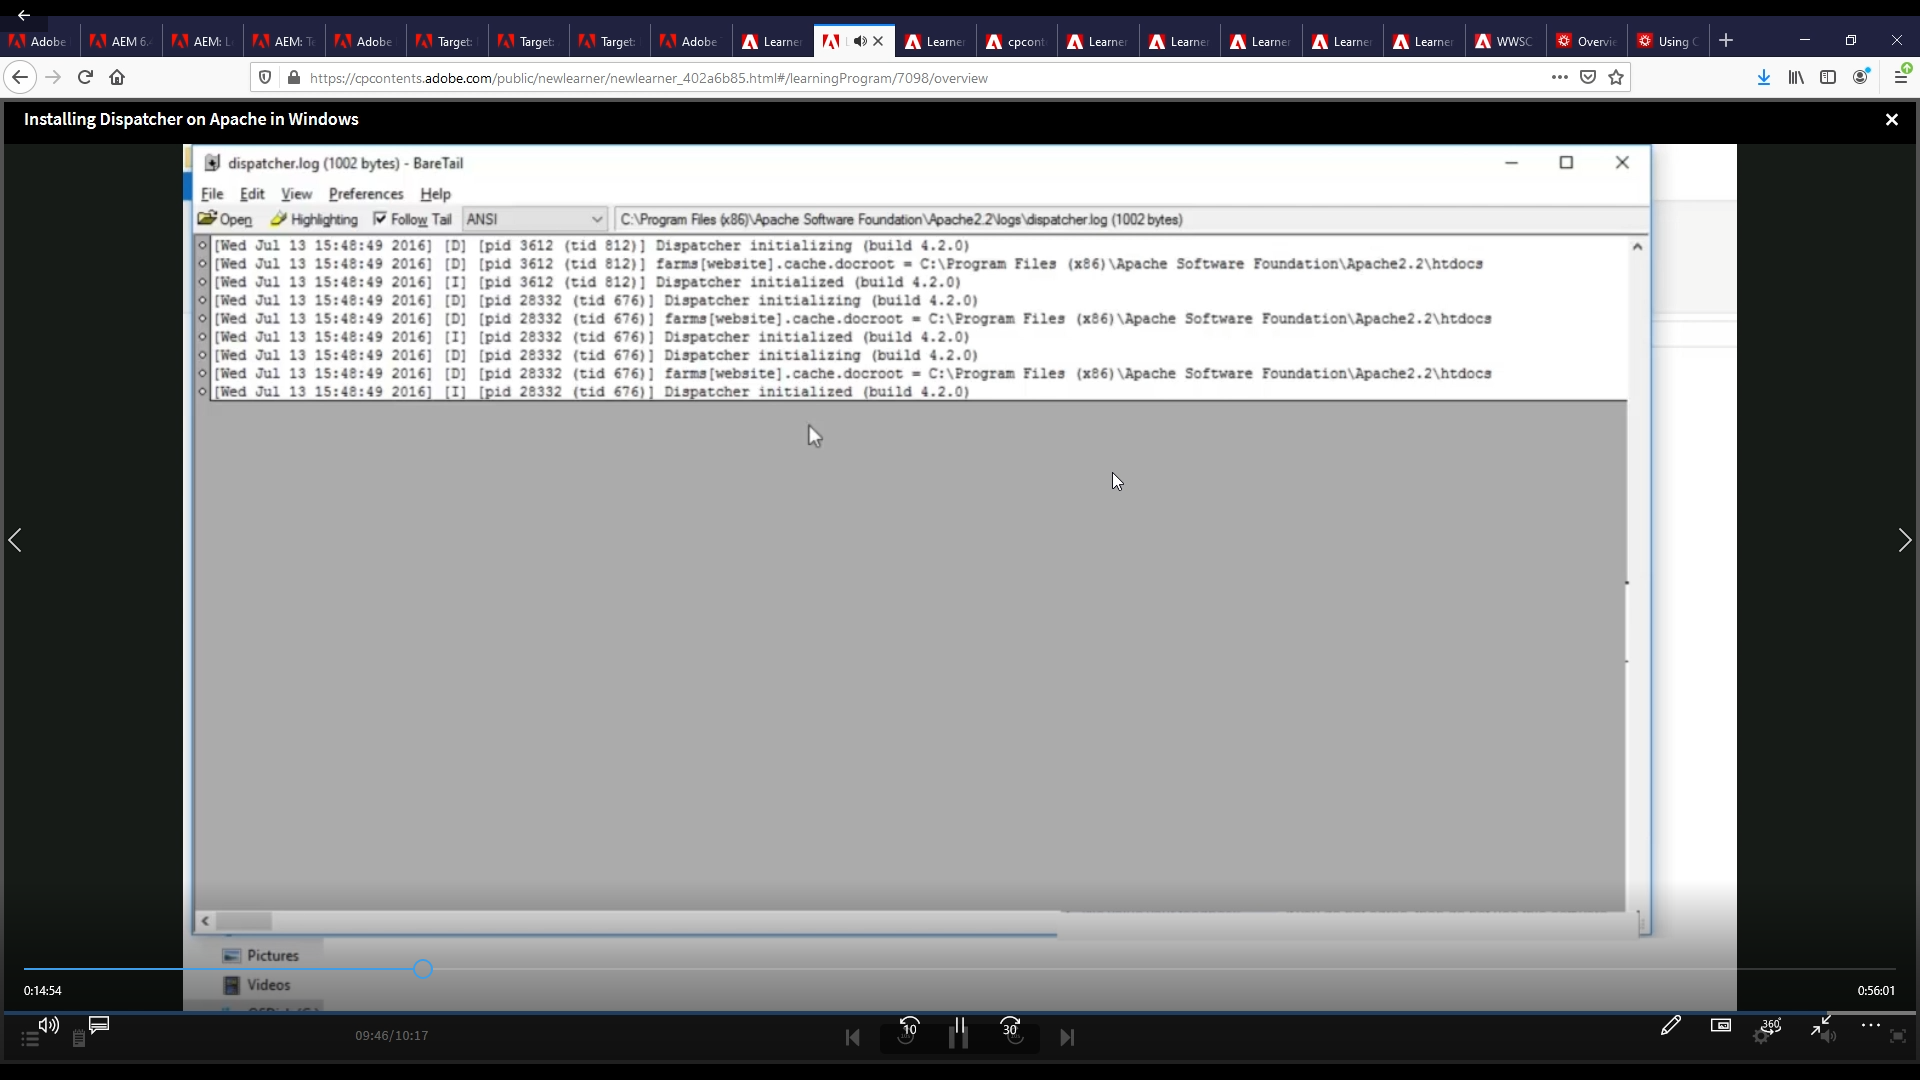 Adobe
AEM 6.
AEM: L
AEM: Te
Adobe
Target:
Target:
Target:
Adobe
Learner
Learner
cpcont
Learner
Learner
Learner
Learner
Learner
WWSC
Overvie
Using C
https://cpcontents.adobe.com/public/newlearner/newlearner_402a6b85.html#/learningProgram/7098/overview
Installing Dispatcher on Apache in Windows
dispatcher.log (1002 bytes) - BareTail
File Edit View Preferences Help
Open Highlighting Follow Tail ANSI C:\Program Files (x86)\Apache Software Foundation\Apache2.2\logs\dispatcher.log (1002 bytes)
[Wed Jul 13 15:48:49 2016] [D] [pid 3612 (tid 812)] Dispatcher initializing (build 4.2.0)
[Wed Jul 13 15:48:49 2016] [D] [pid 3612 (tid 812)] farms[website].cache.docroot = C:\Program Files (x86)\Apache Software Foundation\Apache2.2\htdocs
[Wed Jul 13 15:48:49 2016] [I] [pid 3612 (tid 812)] Dispatcher initialized (build 4.2.0)
[Wed Jul 13 15:48:49 2016] [D] [pid 28332 (tid 676)] Dispatcher initializing (build 4.2.0)
[Wed Jul 13 15:48:49 2016] [D] [pid 28332 (tid 676)] farms[website].cache.docroot = C:\Program Files (x86)\Apache Software Foundation\Apache2.2\htdocs
[Wed Jul 13 15:48:49 2016] [I] [pid 28332 (tid 676)] Dispatcher initialized (build 4.2.0)
[Wed Jul 13 15:48:49 2016] [D] [pid 28332 (tid 676)] Dispatcher initializing (build 4.2.0)
[Wed Jul 13 15:48:49 2016] [D] [pid 28332 (tid 676)] farms[website].cache.docroot = C:\Program Files (x86)\Apache Software Foundation\Apache2.2\htdocs
[Wed Jul 13 15:48:49 2016] [I] [pid 28332 (tid 676)] Dispatcher initialized (build 4.2.0)
Pictures
Videos
0:14:54
0:56:01
09:46/10:17
10
30
360